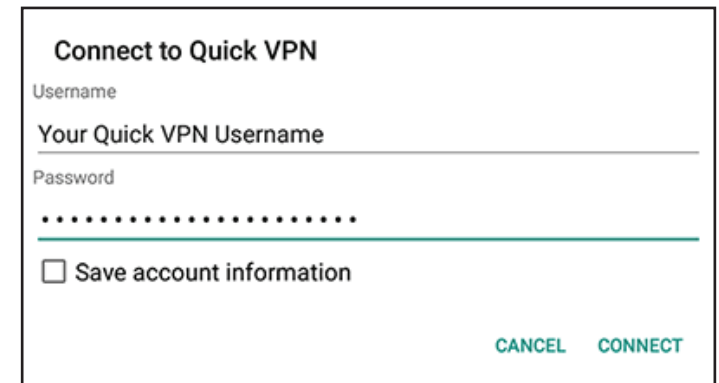 Connect to Quick VPN
Username
Your Quick VPN Username
Password
••••••••••••••••••••••
Save account information
CANCEL CONNECT